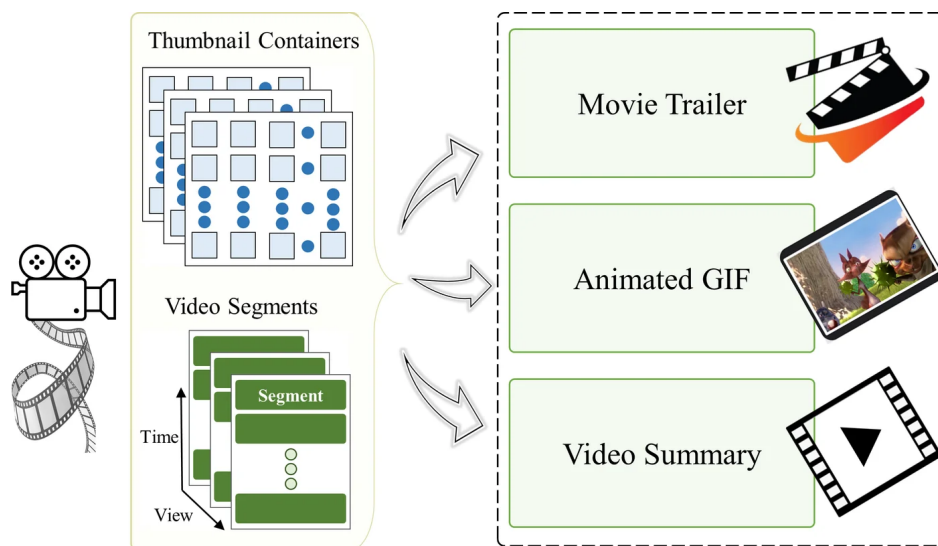 Thumbnail Containers
Video Segments
Segment
Time
View
Movie Trailer
Animated GIF
Video Summary